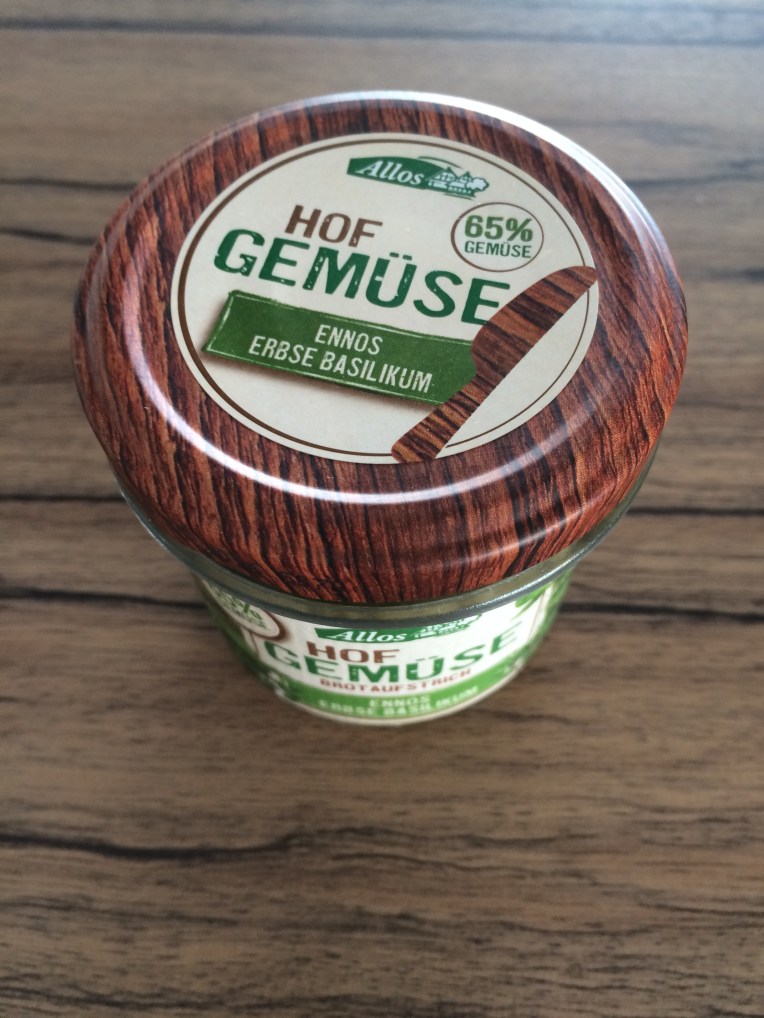 Allos
HOF
GEMÜSE
65%
GEMÜSE
ENNOS
ERBSE BASILIKUM
Allos
HOF
GEMÜSE
BROTAUFSTRICH
ENNOS
ERBSE BASILIKUM